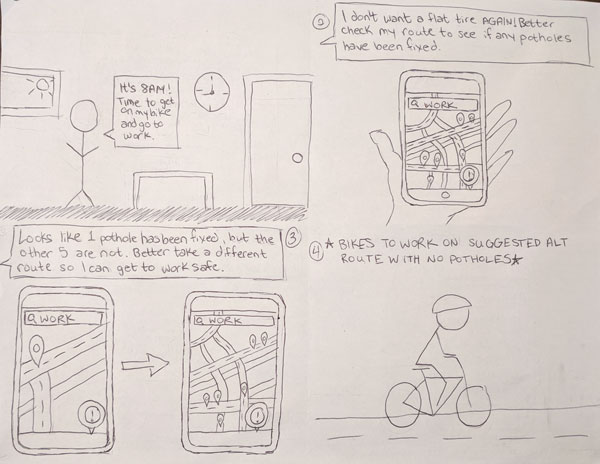 IT'S 8AM!
Time to get
on my bike
and go to
work.
2
I don't want a flat tire AGAIN! Better
check my route to see if any potholes
have been fixed.
WORK
Looks like 1 pothole has been fixed, but the
other 5 are not. Better take a different
route so I can get to work safe.
3
WORK
WORK
4
★ BIKES TO WORK ON SUGGESTED ALT
ROUTE WITH NO POTHOLES ★